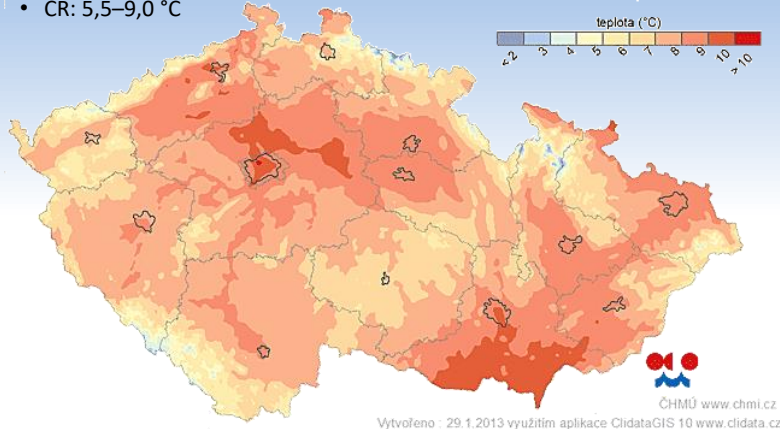 • CR: 5,5–9,0 °C
teplota (°C)
< 2 3 4 5 6 7 8 9 10 > 10
ČHMÚ www.chmi.cz
Vytvořeno : 29.1.2013 využitím aplikace ClidataGIS 10 www.clidata.cz